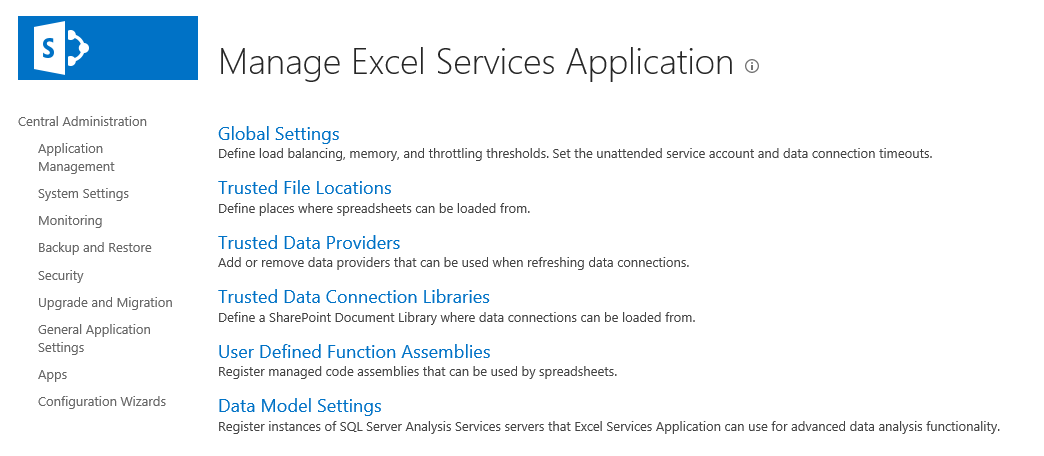 S
Manage Excel Services Application
Central Administration
Application
Management
System Settings
Monitoring
Backup and Restore
Security
Upgrade and Migration
General Application
Settings
Apps
Configuration Wizards
Global Settings
Define load balancing, memory, and throttling thresholds. Set the unattended service account and data connection timeouts.
Trusted File Locations
Define places where spreadsheets can be loaded from.
Trusted Data Providers
Add or remove data providers that can be used when refreshing data connections.
Trusted Data Connection Libraries
Define a SharePoint Document Library where data connections can be loaded from.
User Defined Function Assemblies
Register managed code assemblies that can be used by spreadsheets.
Data Model Settings
Register instances of SQL Server Analysis Services servers that Excel Services Application can use for advanced data analysis functionality.